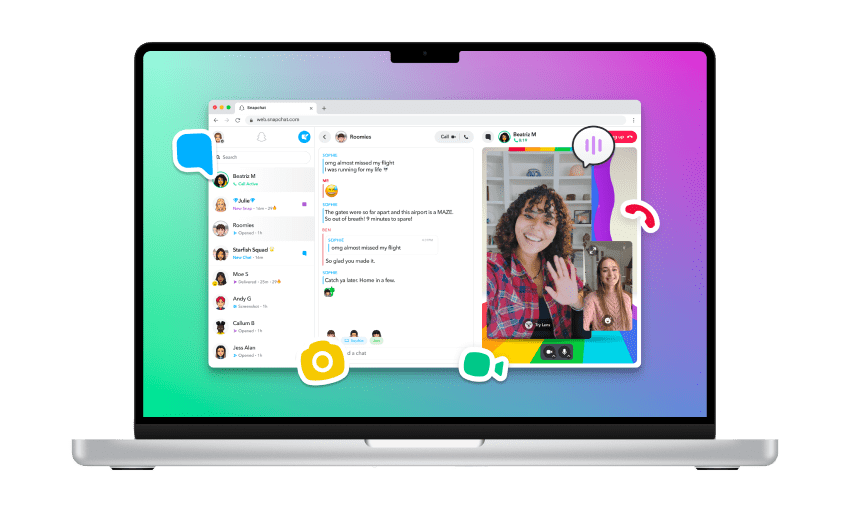 Snapchat
web.snapchat.com
Search
Beatriz M
Call Active
Julie
New Snap · 16m · 29
Roomies
Opened · 1h
Starfish Squad
New Chat · 14m
Moe S
Delivered · 25m · 29
Andy G
Screenshot · 1h
Callum B
Opened · 1h
Jess Alan
Opened · 1h
Roomies
Call
SOPHIE
omg almost missed my flight
I was running for my life
ME
SOPHIE
The gates were so far apart and this airport is a MAZE.
So out of breath! 9 minutes to spare!
BEN
SOPHIE
omg almost missed my flight
So glad you made it.
SOPHIE
Catch ya later. Home in a few.
d a chat
Beatriz M
Try Lens